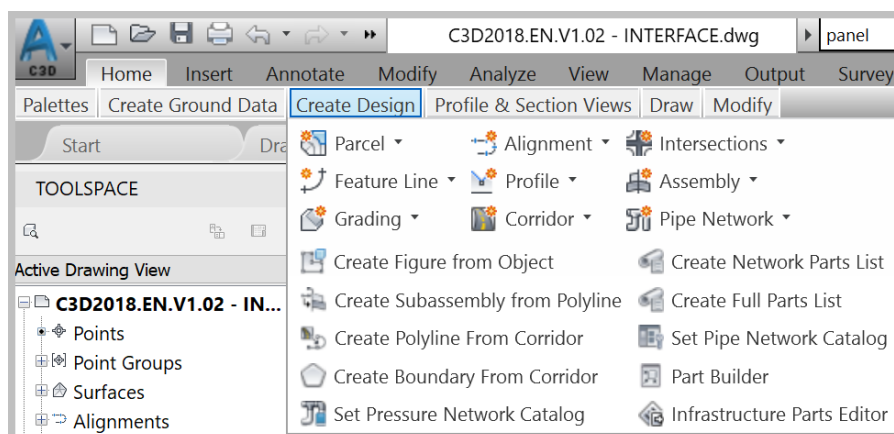 C3D2018.EN.V1.02 - INTERFACE.dwg panel
C3D Home Insert Annotate Modify Analyze View Manage Output Survey
Palettes Create Ground Data Create Design Profile & Section Views Draw Modify
Start Dra
TOOLSPACE
Active Drawing View
C3D2018.EN.V1.02 - IN...
Points
Point Groups
Surfaces
Alignments
Parcel Alignment Intersections
Feature Line Profile Assembly
Grading Corridor Pipe Network
Create Figure from Object Create Network Parts List
Create Subassembly from Polyline Create Full Parts List
Create Polyline From Corridor Set Pipe Network Catalog
Create Boundary From Corridor Part Builder
Set Pressure Network Catalog Infrastructure Parts Editor